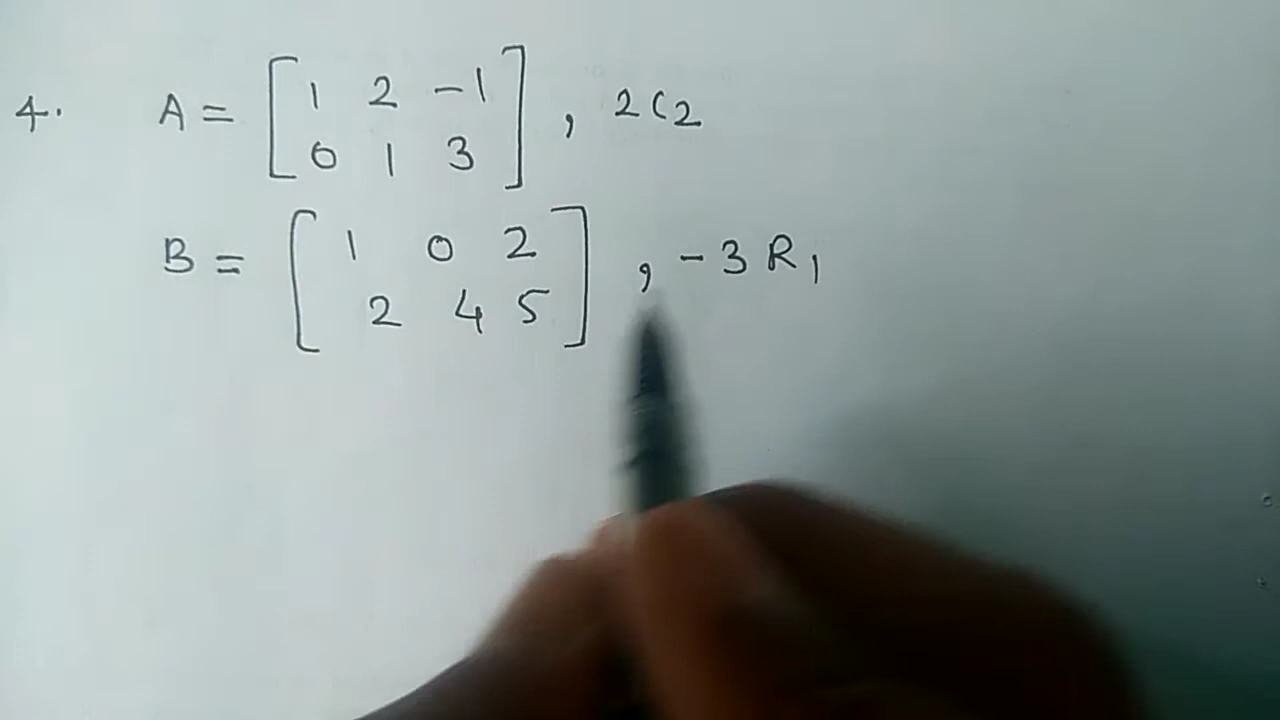 4. A = [ 1 2 -1 ] , 2C2
0 1 3
B = [ 1 0 2 ] , -3R1
2 4 5